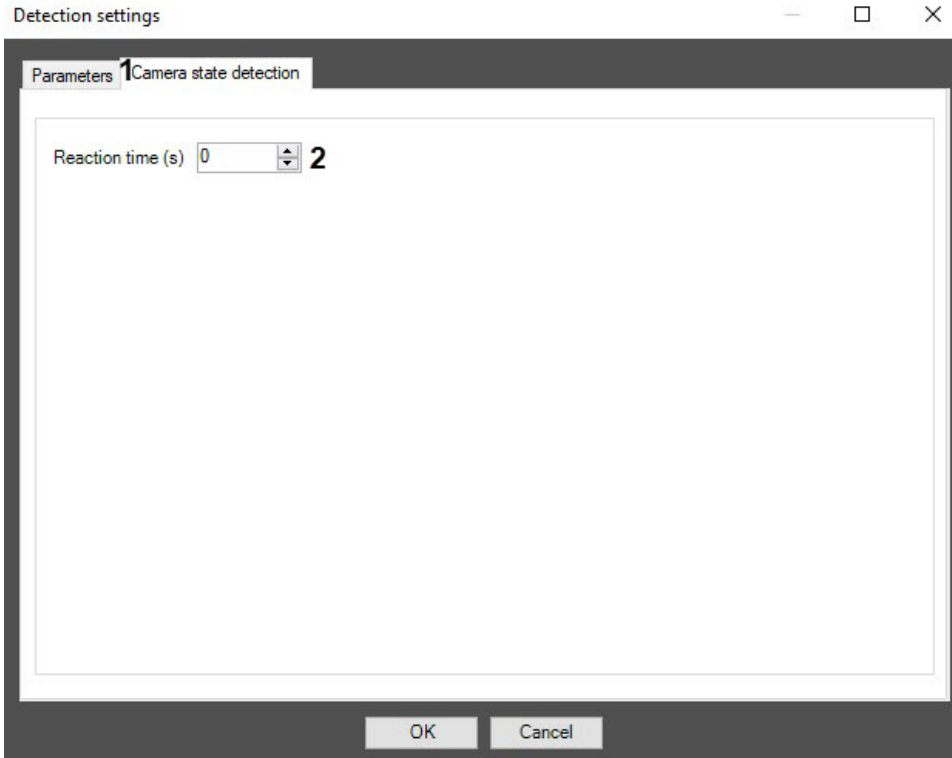 Detection settings
Parameters 1 Camera state detection
Reaction time (s) 0 2
OK Cancel